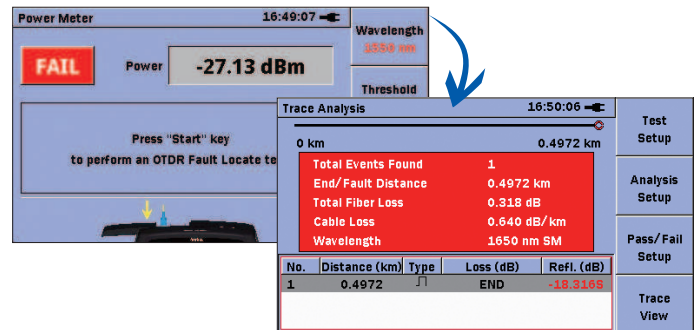 Power Meter 16:49:07
Wavelength
1550 nm
FAIL Power -27.13 dBm
Threshold
Press "Start" key
to perform an OTDR Fault Locate te
Trace Analysis 16:50:06
0 km 0.4972 km
Total Events Found 1
End/Fault Distance 0.4972 km
Total Fiber Loss 0.318 dB
Cable Loss 0.640 dB/km
Wavelength 1650 nm SM
No. Distance (km) Type Loss (dB) Refl. (dB)
1 0.4972 END -18.316S
Test
Setup
Analysis
Setup
Pass/Fail
Setup
Trace
View